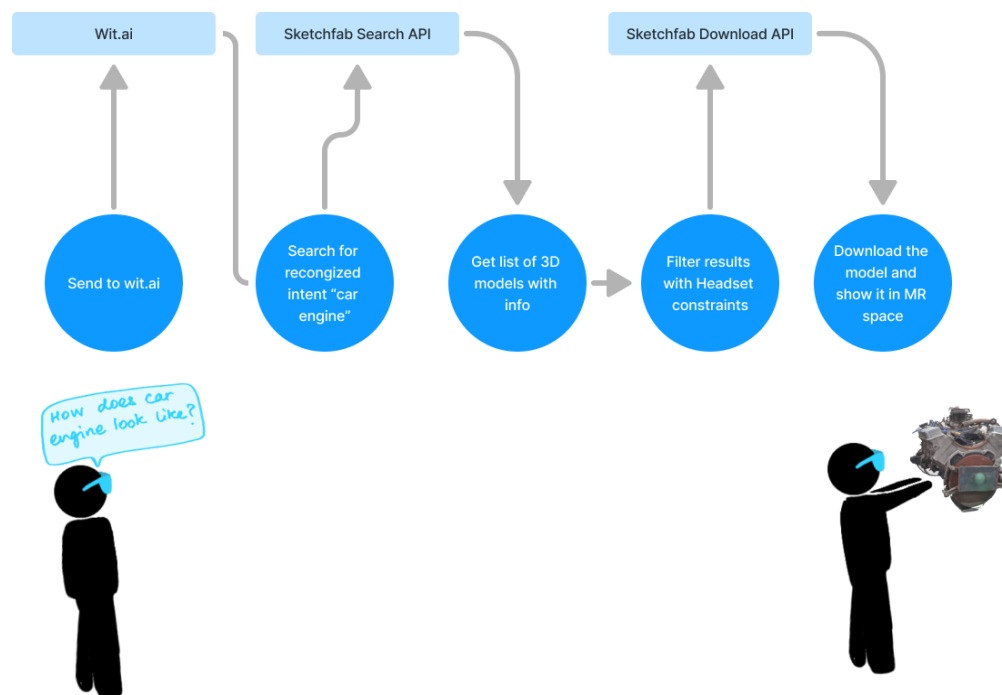 Wit.ai
Sketchfab Search API
Sketchfab Download API
Send to wit.ai
Search for
recongized
intent “car
engine”
Get list of 3D
models with
info
Filter results
with Headset
constraints
Download the
model and
show it in MR
space
How does car
engine look like?